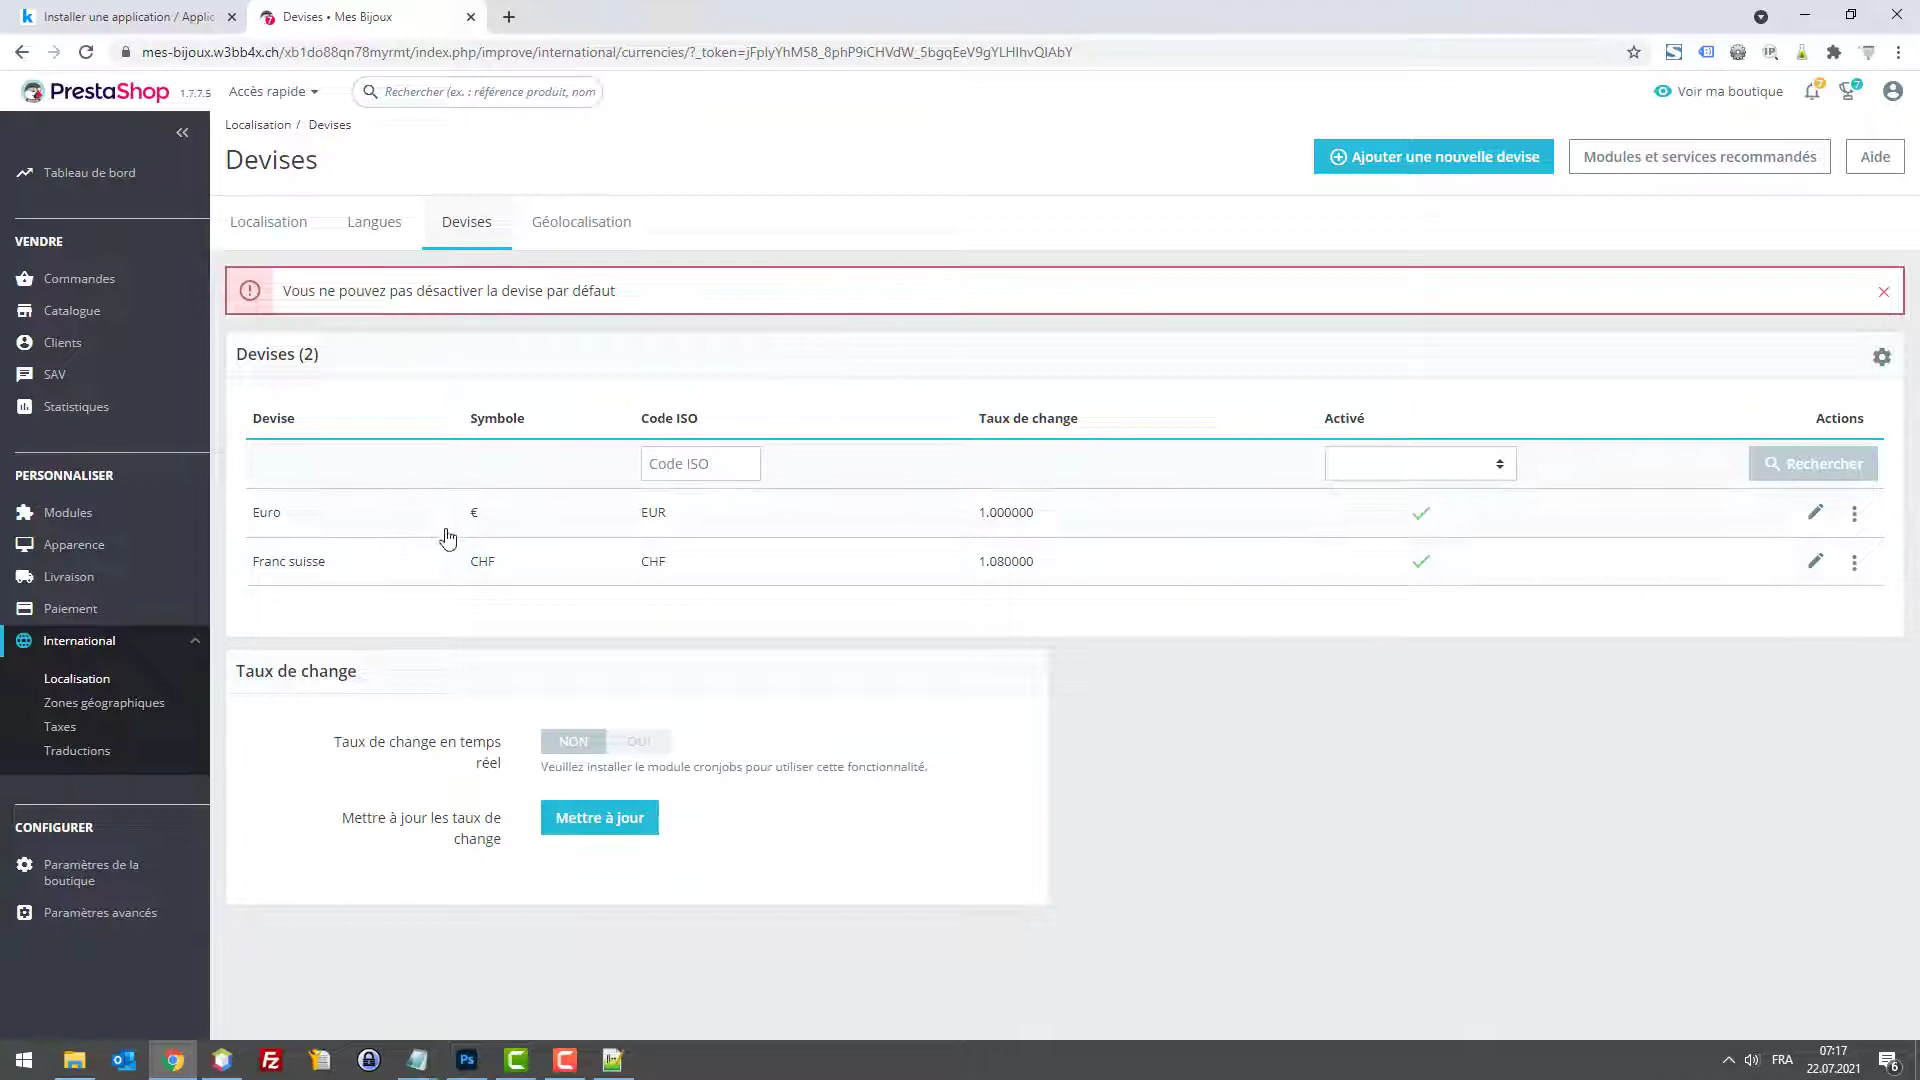 Installer une application / Applic
Devises • Mes Bijoux
mes-bijoux.w3bb4x.ch/xb1do88qn78myrmt/index.php/improve/international/currencies/?_token=jFplyYhM58_8phP9iCHVdW_5bgqEeV9gYLHIhvQIAbY
PrestaShop 1.7.7.5
Accès rapide
Rechercher (ex. : référence produit, nom
Voir ma boutique
7
7
Localisation / Devises
Devises
Ajouter une nouvelle devise
Modules et services recommandés
Aide
Localisation
Langues
Devises
Géolocalisation
Tableau de bord
VENDRE
Commandes
Catalogue
Clients
SAV
Statistiques
PERSONNALISER
Modules
Apparence
Livraison
Paiement
International
Localisation
Zones géographiques
Taxes
Traductions
CONFIGURER
Paramètres de la
boutique
Paramètres avancés
Vous ne pouvez pas désactiver la devise par défaut
Devises (2)
Devise Symbole Code ISO Taux de change Activé Actions
Code ISO
Rechercher
Euro € EUR 1.000000
Franc suisse CHF CHF 1.080000
Taux de change
Taux de change en temps
réel
NON OUI
Veuillez installer le module cronjobs pour utiliser cette fonctionnalité.
Mettre à jour les taux de
change
Mettre à jour
Ps
FRA
07:17
22.07.2021
6